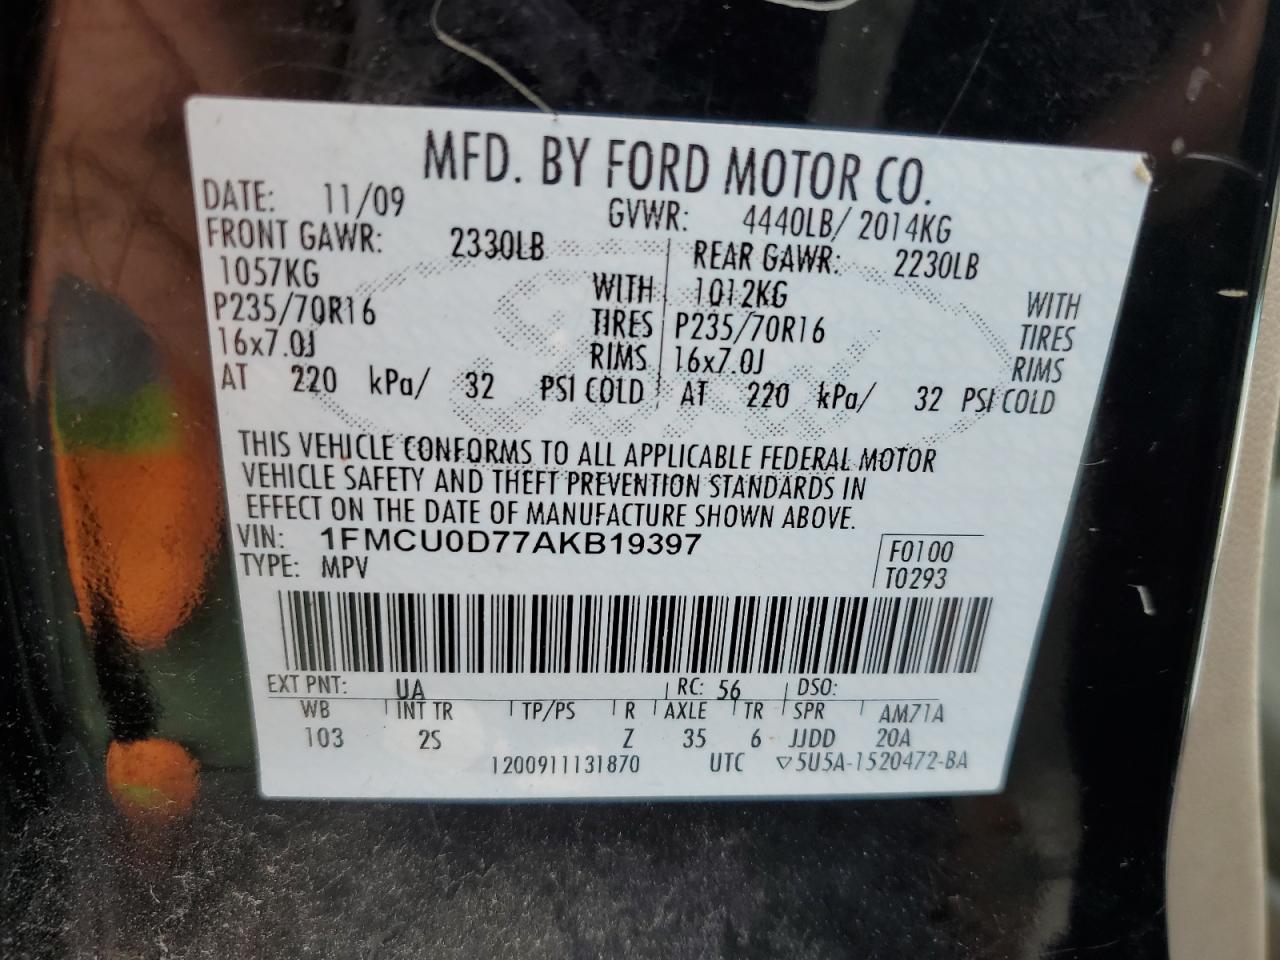 MFD. BY FORD MOTOR CO.
DATE: 11/09 GVWR: 4440LB/ 2014KG
FRONT GAWR: 2330LB REAR GAWR: 2230LB
1057KG WITH 1012KG WITH
P235/70R16 TIRES P235/70R16 TIRES
16x7.0J RIMS 16x7.0J RIMS
AT 220 kPa/ 32 PSI COLD AT 220 kPa/ 32 PSI COLD
THIS VEHICLE CONFORMS TO ALL APPLICABLE FEDERAL MOTOR
VEHICLE SAFETY AND THEFT PREVENTION STANDARDS IN
EFFECT ON THE DATE OF MANUFACTURE SHOWN ABOVE.
VIN: 1FMCU0D77AKB19397 F0100
TYPE: MPV T0293
EXT PNT: UA RC: 56 DSO:
WB INT TR TP/PS R AXLE TR SPR AM71A
103 2S Z 35 6 JJDD 20A
1200911131870 UTC ▽5U5A-1520472-BA